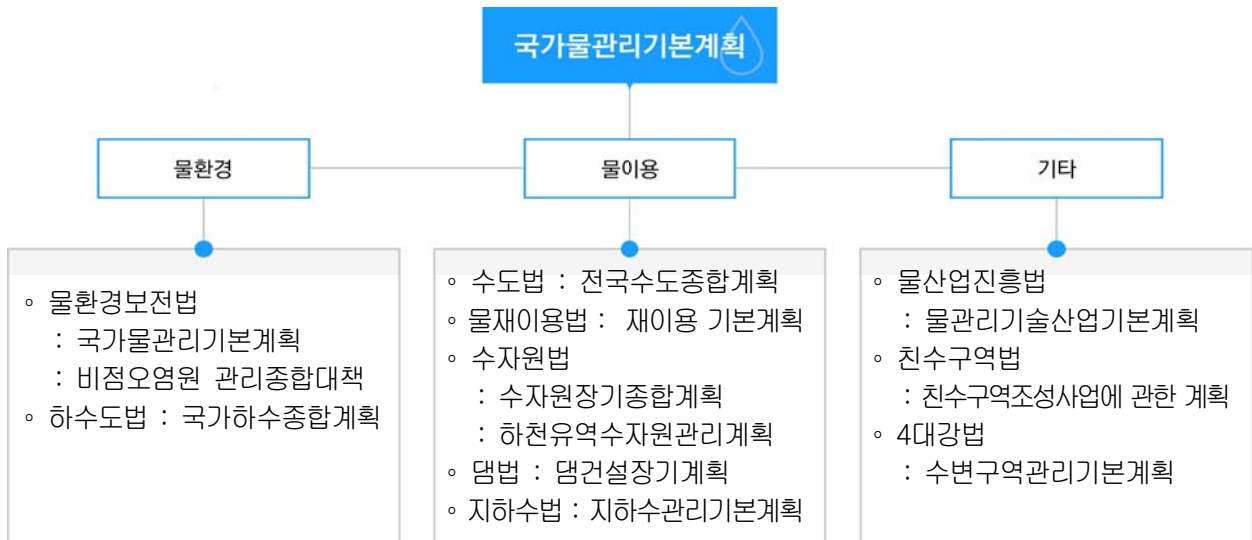 국가물관리기본계획
물환경
물이용
기타
◦ 물환경보전법
: 국가물관리기본계획
: 비점오염원 관리종합대책
◦ 하수도법 : 국가하수종합계획
◦ 수도법 : 전국수도종합계획
◦ 물재이용법 : 재이용 기본계획
◦ 수자원법
: 수자원장기종합계획
: 하천유역수자원관리계획
◦ 댐법 : 댐건설장기계획
◦ 지하수법 : 지하수관리기본계획
◦ 물산업진흥법
: 물관리기술산업기본계획
◦ 친수구역법
: 친수구역조성사업에 관한 계획
◦ 4대강법
: 수변구역관리기본계획